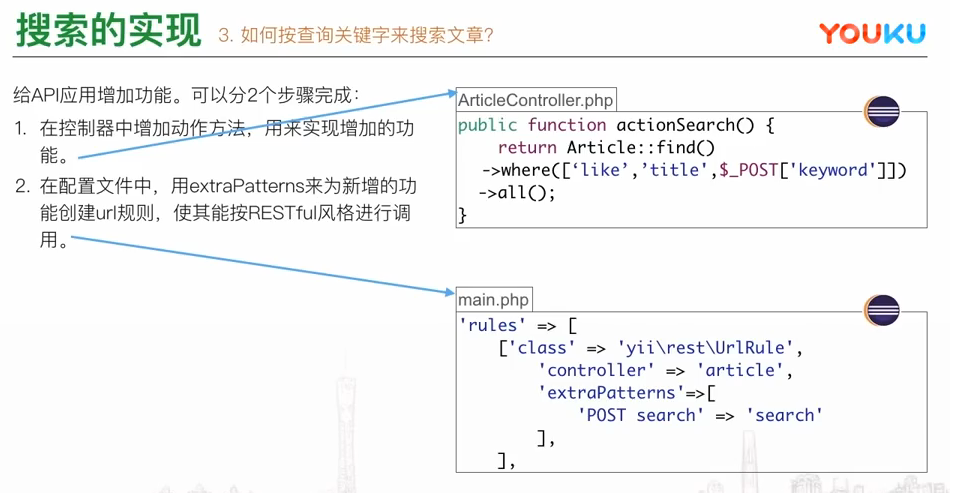 搜索的实现 3. 如何按查询关键字来搜索文章?
YOUKU
给API应用增加功能。可以分2个步骤完成：
1. 在控制器中增加动作方法，用来实现增加的功
能。
2. 在配置文件中，用extraPatterns来为新增的功
能创建url规则，使其能按RESTful风格进行调
用。
ArticleController.php
public function actionSearch() {
return Article::find()
->where([‘like’,’title',$_POST['keyword']])
->all();
}
main.php
'rules' => [
['class' => 'yii\rest\UrlRule',
'controller' => 'article',
'extraPatterns'=>[
'POST search' => 'search'
],
],